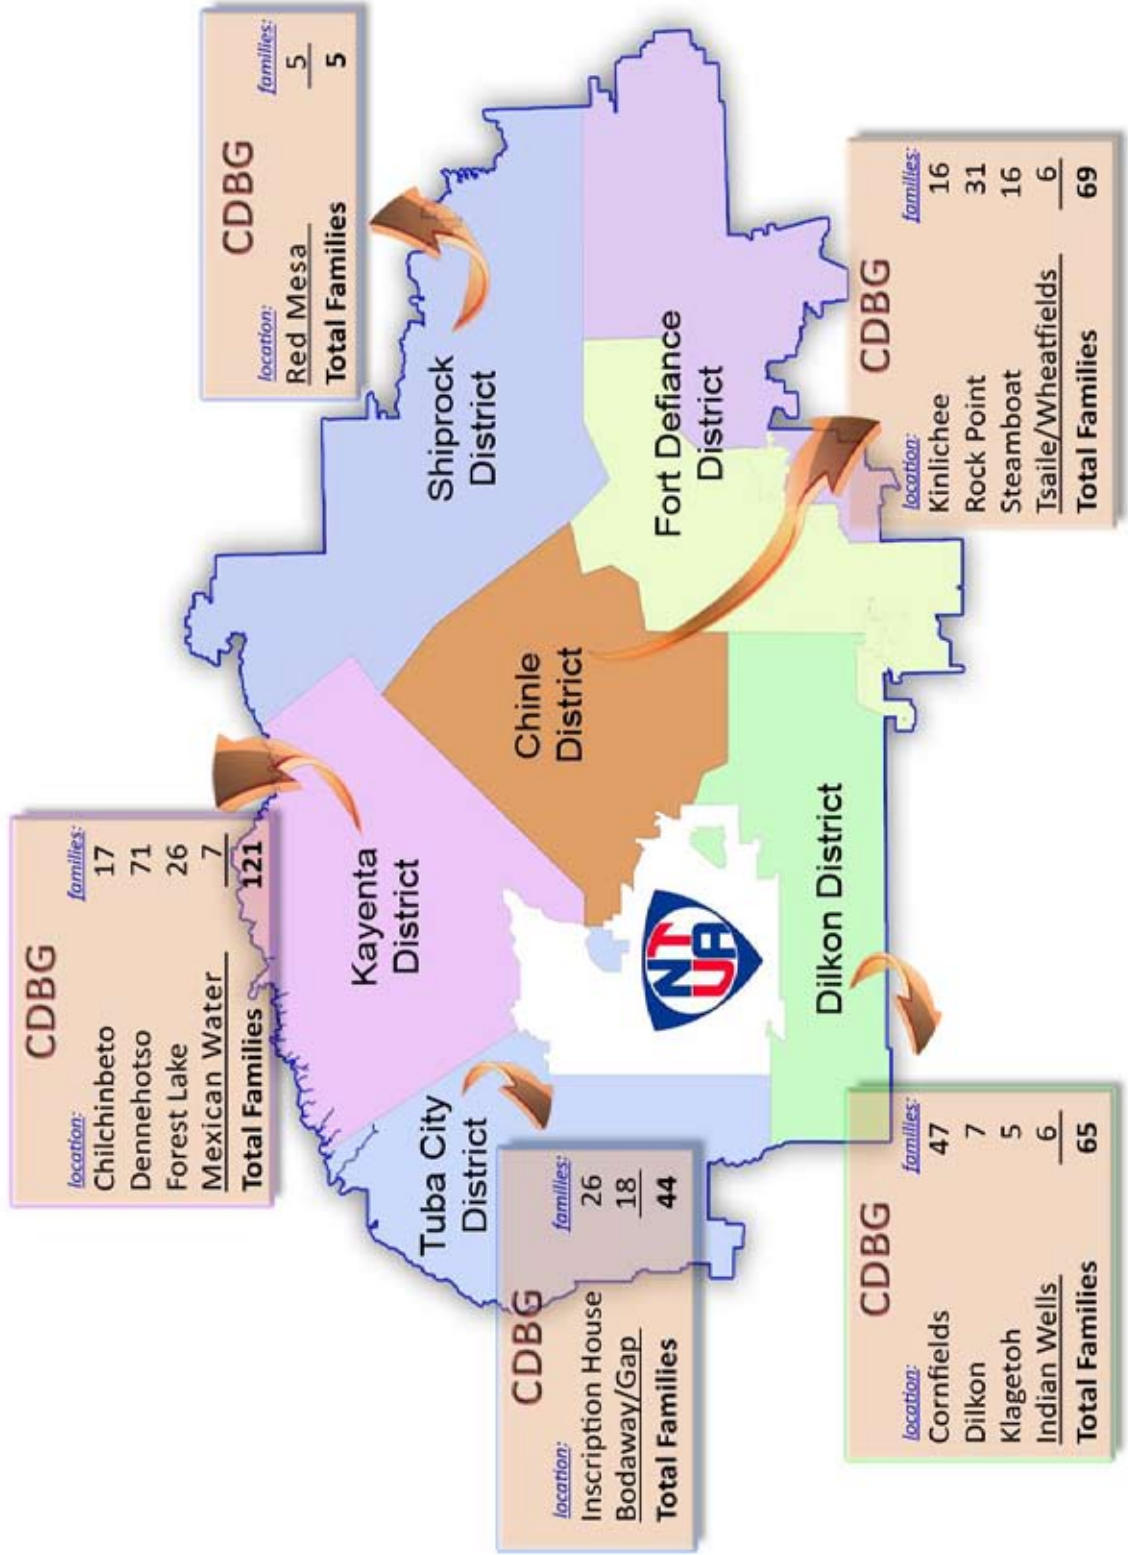 CDBG
location: families:
Chilchinbeto 17
Dennehotso 71
Forest Lake 26
Mexican Water 7
Total Families 121
CDBG
location: families:
Red Mesa 5
Total Families 5
Kayenta
District
Shiprock
District
Tuba City
District
Chinle
District
CDBG
location: families:
Inscription House 26
Bodaway/Gap 18
Total Families 44
NTUA
Fort Defiance
District
Dilkon District
CDBG
location: families:
Cornfields 47
Dilkon 7
Klagetoh 5
Indian Wells 6
Total Families 65
CDBG
location: families:
Kinlichee 16
Rock Point 31
Steamboat 16
Tsaile/Wheatfields 6
Total Families 69